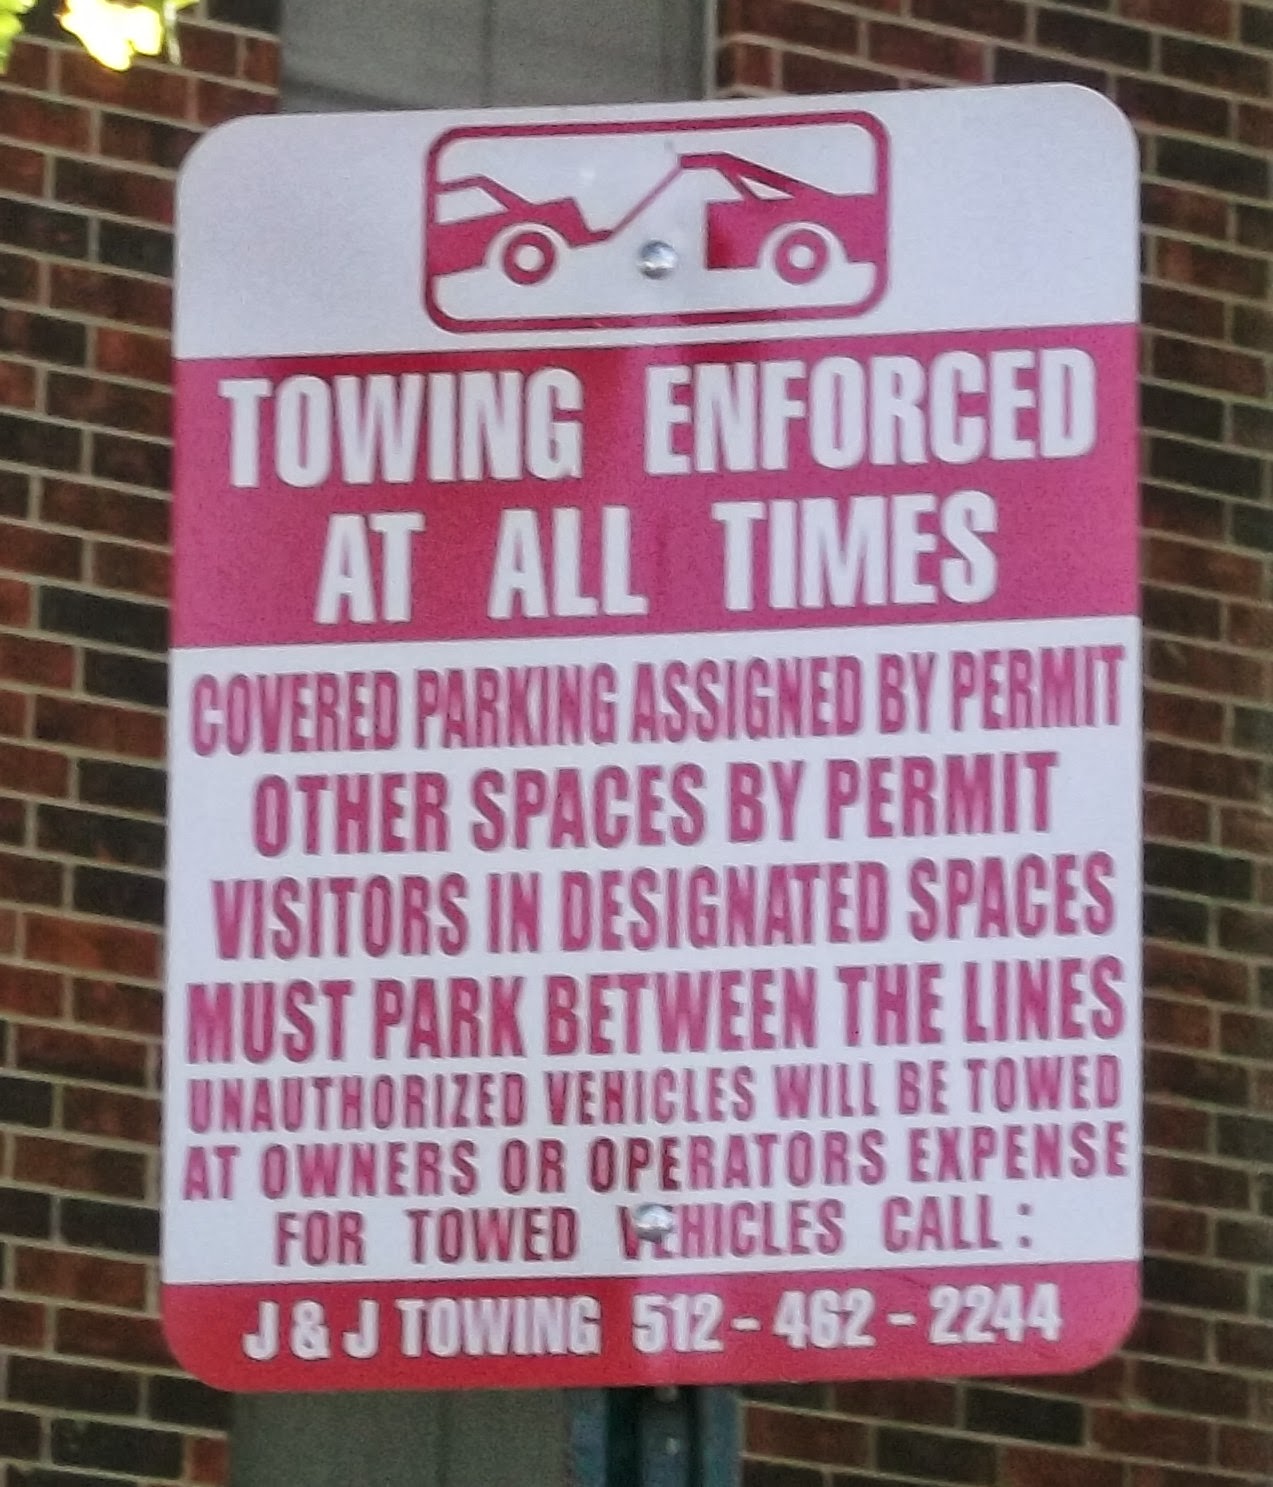 TOWING ENFORCED
AT ALL TIMES
COVERED PARKING ASSIGNED BY PERMIT
OTHER SPACES BY PERMIT
VISITORS IN DESIGNATED SPACES
MUST PARK BETWEEN THE LINES
UNAUTHORIZED VEHICLES WILL BE TOWED
AT OWNERS OR OPERATORS EXPENSE
FOR TOWED VEHICLES CALL :
J & J TOWING 512 - 462 - 2244